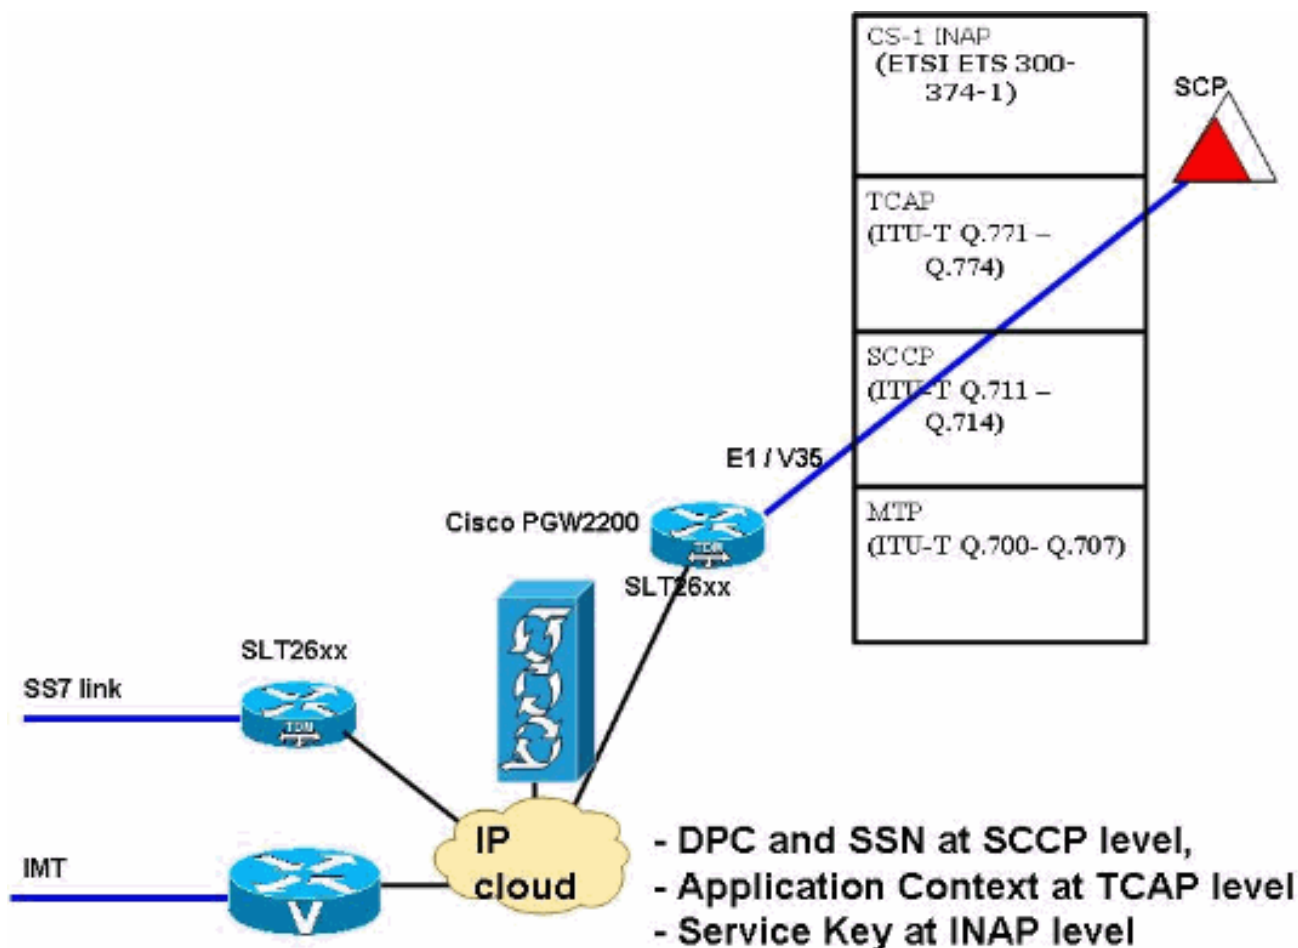 CS-1 INAP
(ETSI ETS 300-
374-1)
SCP
TCAP
(ITU-T Q.771 –
Q.774)
SCCP
(ITU-T Q.711 –
Q.714)
E1 / V35
MTP
(ITU-T Q.700- Q.707)
Cisco PGW2200
TDM
SLT26xx
SLT26xx
SS7 link
TDM
IMT
V
IP
cloud
- DPC and SSN at SCCP level,
- Application Context at TCAP level
- Service Key at INAP level